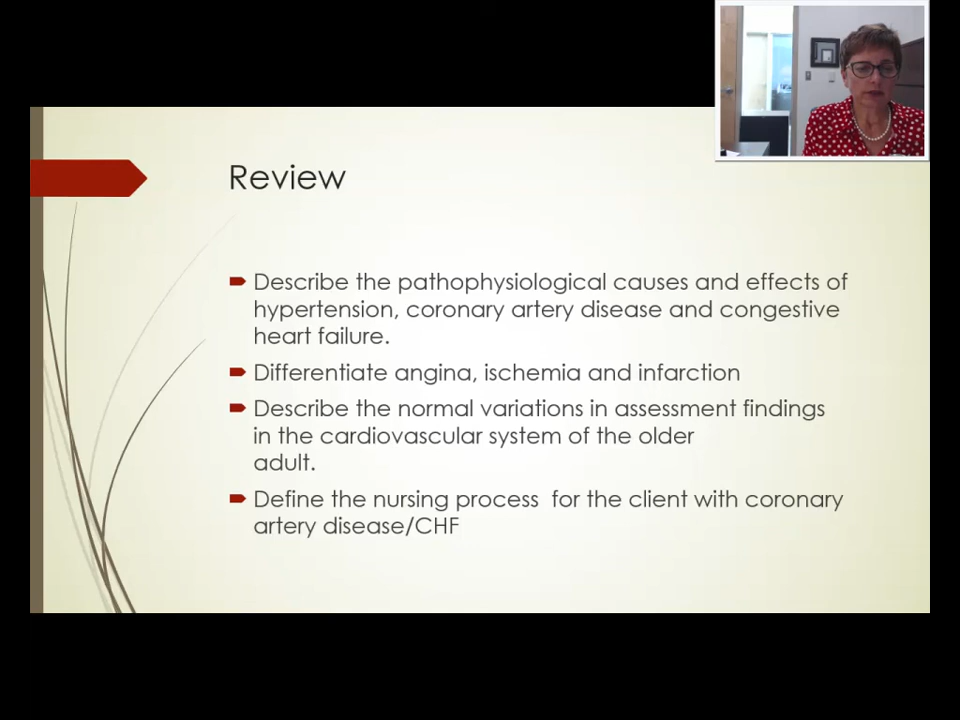 Review
Describe the pathophysiological causes and effects of
hypertension, coronary artery disease and congestive
heart failure.
Differentiate angina, ischemia and infarction
Describe the normal variations in assessment findings
in the cardiovascular system of the older
adult.
Define the nursing process  for the client with coronary
artery disease/CHF